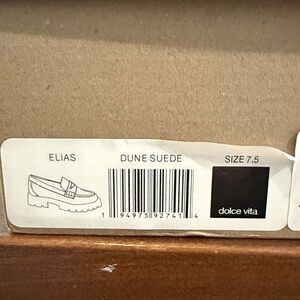 ELIAS DUNE SUEDE SIZE 7.5
1 94975 92741 4
dolce vita